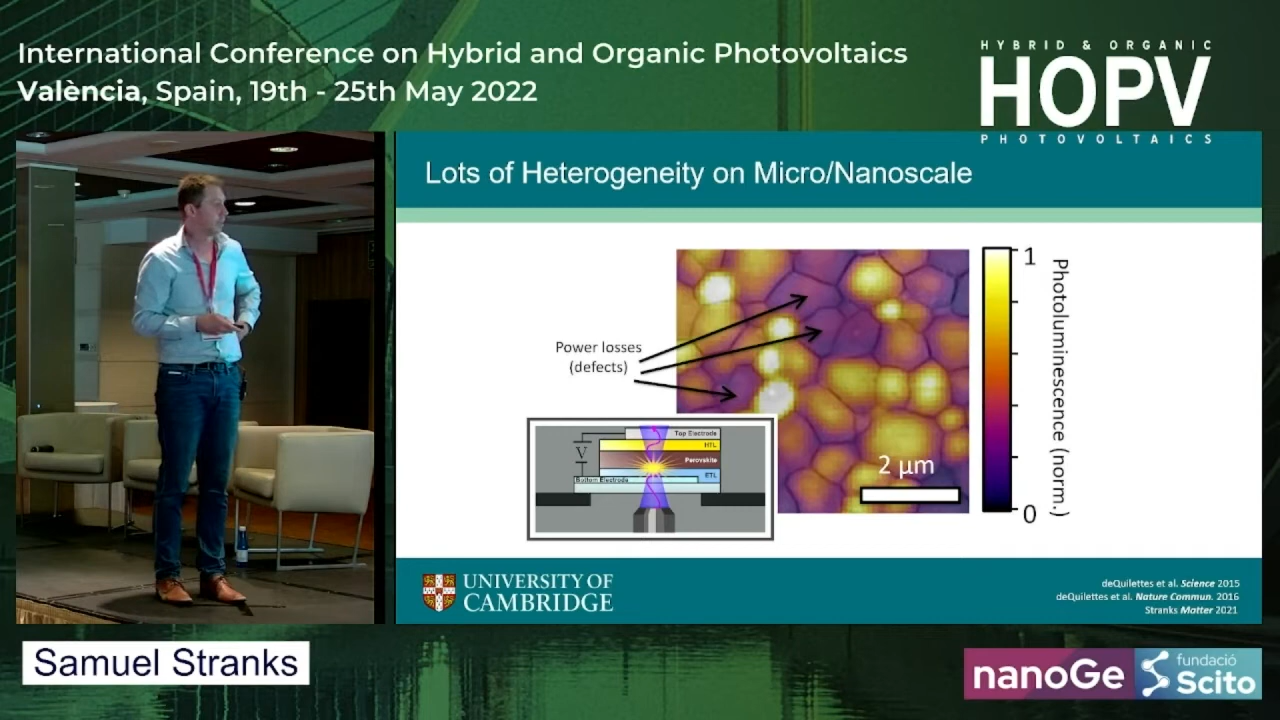 International Conference on Hybrid and Organic Photovoltaics
València, Spain, 19th - 25th May 2022
HYBRID & ORGANIC
HOPV
PHOTOVOLTAICS
Lots of Heterogeneity on Micro/Nanoscale
Power losses
(defects)
2 µm
1
0
Photoluminescence (norm.)
V
Top Electrode
HTL
Perovskite
ETL
Bottom Electrode
UNIVERSITY OF
CAMBRIDGE
deQuilettes et al. Science 2015
deQuilettes et al. Nature Commun. 2016
Stranks Matter 2021
Samuel Stranks
nanoGe
fundació
Scito